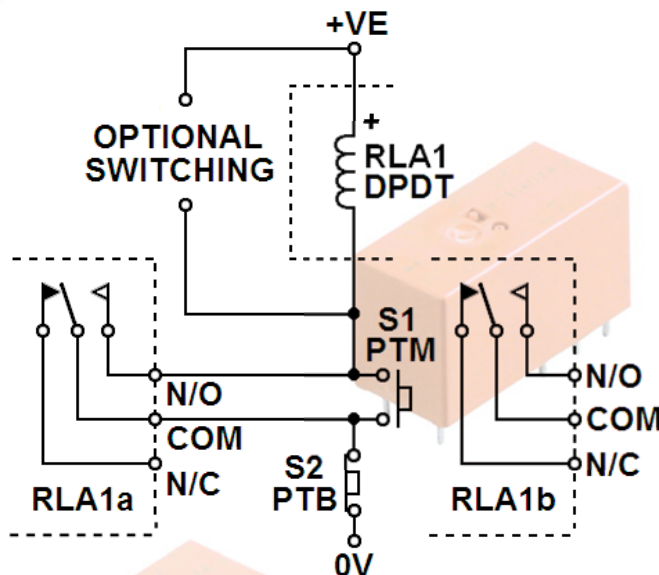 +VE
OPTIONAL
SWITCHING
+
RLA1
DPDT
S1
PTM
N/O
COM
N/C
RLA1a
S2
PTB
0V
N/O
COM
N/C
RLA1b